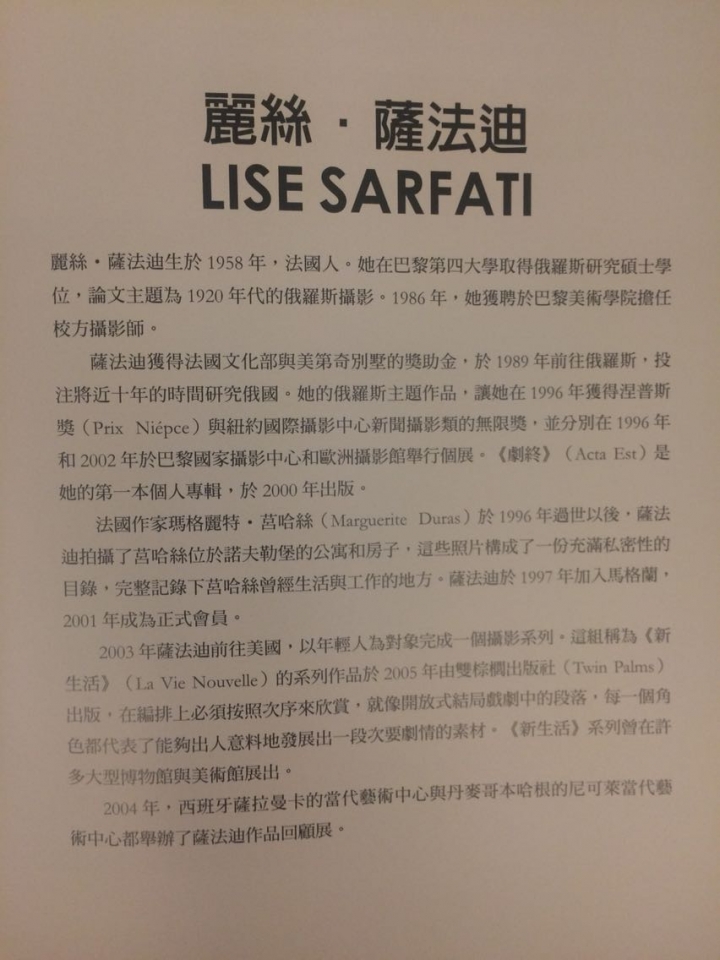 麗絲・薩法迪
LISE SARFATI
麗絲・薩法迪生於 1958 年，法國人。她在巴黎第四大學取得俄羅斯研究碩士學
位，論文主題為 1920 年代的俄羅斯攝影。1986 年，她獲聘於巴黎美術學院擔任
校方攝影師。
薩法迪獲得法國文化部與美第奇別墅的獎助金，於 1989 年前往俄羅斯，投
注將近十年的時間研究俄國。她的俄羅斯主題作品，讓她在 1996 年獲得涅普斯
獎（Prix Niépce）與紐約國際攝影中心新聞攝影類的無限獎，並分別在 1996 年
和 2002 年於巴黎國家攝影中心和歐洲攝影館舉行個展。《劇終》（Acta Est）是
她的第一本個人專輯，於 2000 年出版。
法國作家瑪格麗特・莒哈絲（Marguerite Duras）於 1996 年過世以後，薩法
迪拍攝了莒哈絲位於諾夫勒堡的公寓和房子，這些照片構成了一份充滿私密性的
目錄，完整記錄下莒哈絲曾經生活與工作的地方。薩法迪於 1997 年加入馬格蘭，
2001 年成為正式會員。
2003 年薩法迪前往美國，以年輕人為對象完成一個攝影系列。這組稱為《新
生活》（La Vie Nouvelle）的系列作品於 2005 年由雙棕櫚出版社（Twin Palms）
出版，在編排上必須按照次序來欣賞，就像開放式結局戲劇中的段落，每一個角
色都代表了能夠出人意料地發展出一段次要劇情的素材。《新生活》系列曾在許
多大型博物館與美術館展出。
2004 年，西班牙薩拉曼卡的當代藝術中心與丹麥哥本哈根的尼可萊當代藝
術中心都舉辦了薩法迪作品回顧展。